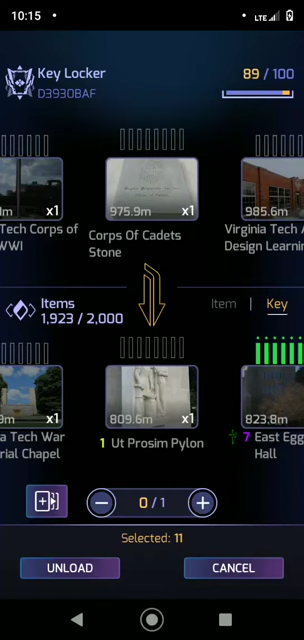 10:15
LTE
Key Locker
D3930BAF
89 / 100
x1
975.9m
x1
985.6m
Tech Corps of
WWI
Corps Of Cadets
Stone
Virginia Tech A
Design Learnin
Items
1,923 / 2,000
Item | Key
x1
809.6m
x1
823.8m
a Tech War
rial Chapel
1 Ut Prosim Pylon
7 East Egg
Hall
0 / 1
Selected: 11
UNLOAD
CANCEL